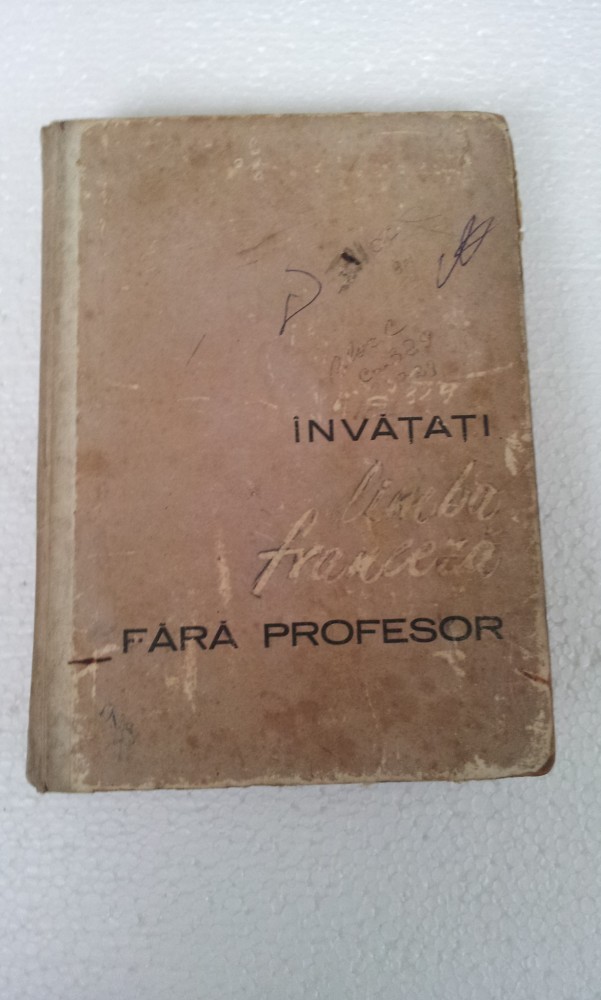 ÎNVĂȚAȚI
limba
franceză
FĂRĂ PROFESOR